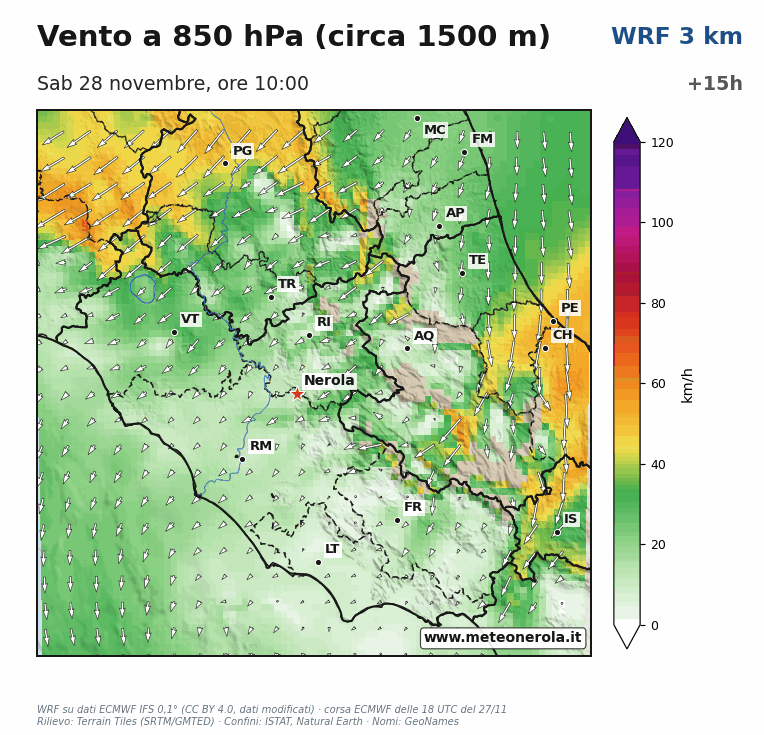 Vento a 850 hPa (circa 1500 m)
WRF 3 km
Sab 28 novembre, ore 10:00
+15h
MC
FM
PG
AP
TE
TR
PE
VT
RI
AQ
CH
Nerola
RM
FR
IS
LT
www.meteonerola.it
120
100
80
60
40
20
0
km/h
WRF su dati ECMWF IFS 0,1° (CC BY 4.0, dati modificati) · corsa ECMWF delle 18 UTC del 27/11
Rilievo: Terrain Tiles (SRTM/GMTED) · Confini: ISTAT, Natural Earth · Nomi: GeoNames